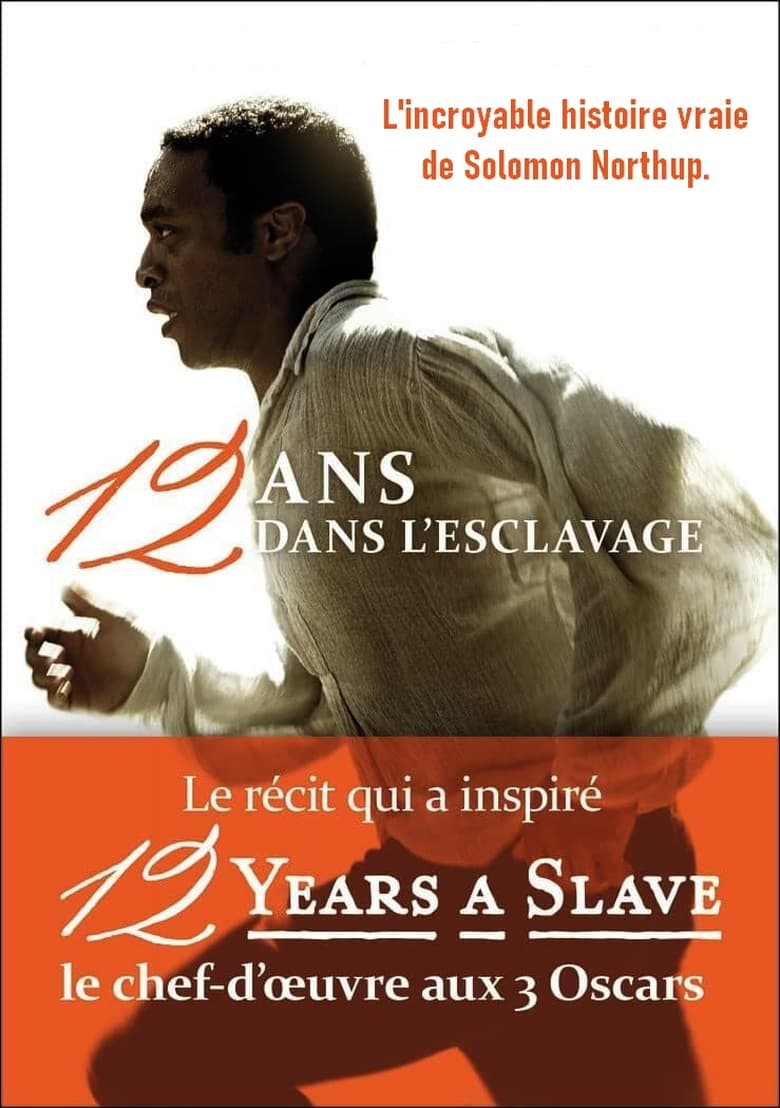 L'incroyable histoire vraie
de Solomon Northup.
12 ANS
DANS L'ESCLAVAGE
Le récit qui a inspiré
12 YEARS A SLAVE
le chef-d'œuvre aux 3 Oscars